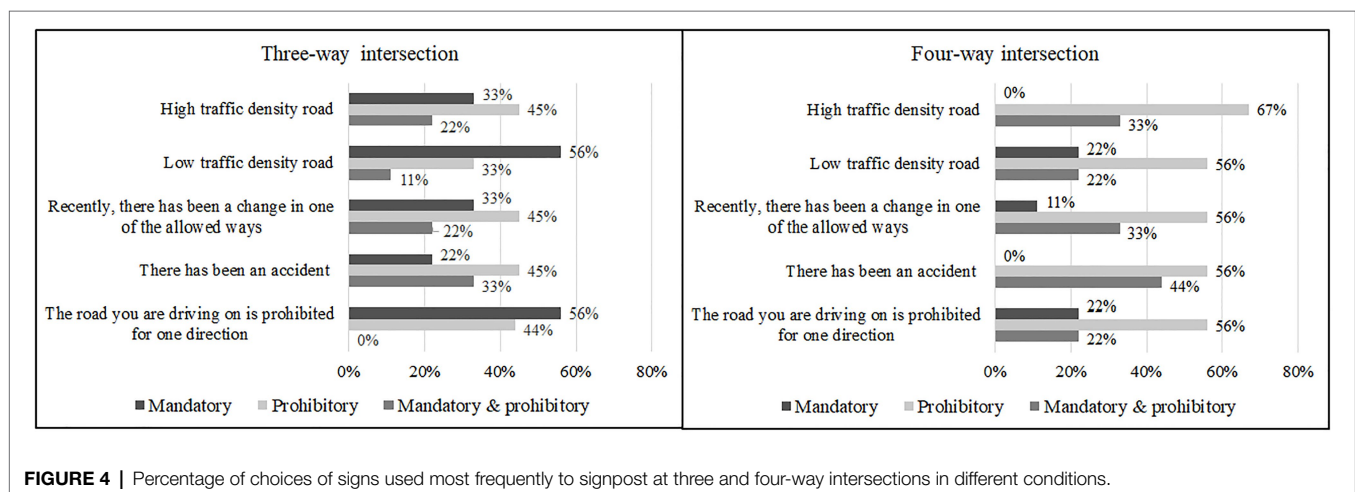 Three-way intersection
High traffic density road
33%
45%
22%
Low traffic density road
56%
33%
11%
Recently, there has been a change in one
of the allowed ways
33%
45%
22%
There has been an accident
22%
45%
33%
The road you are driving on is prohibited
for one direction
56%
44%
0%
0% 20% 40% 60% 80%
Mandatory Prohibitory Mandatory & prohibitory
Four-way intersection
High traffic density road
0%
67%
33%
Low traffic density road
22%
56%
22%
Recently, there has been a change in one
of the allowed ways
11%
56%
33%
There has been an accident
0%
56%
44%
The road you are driving on is prohibited
for one direction
22%
56%
22%
0% 20% 40% 60% 80%
Mandatory Prohibitory Mandatory & prohibitory
FIGURE 4 | Percentage of choices of signs used most frequently to signpost at three and four-way intersections in different conditions.